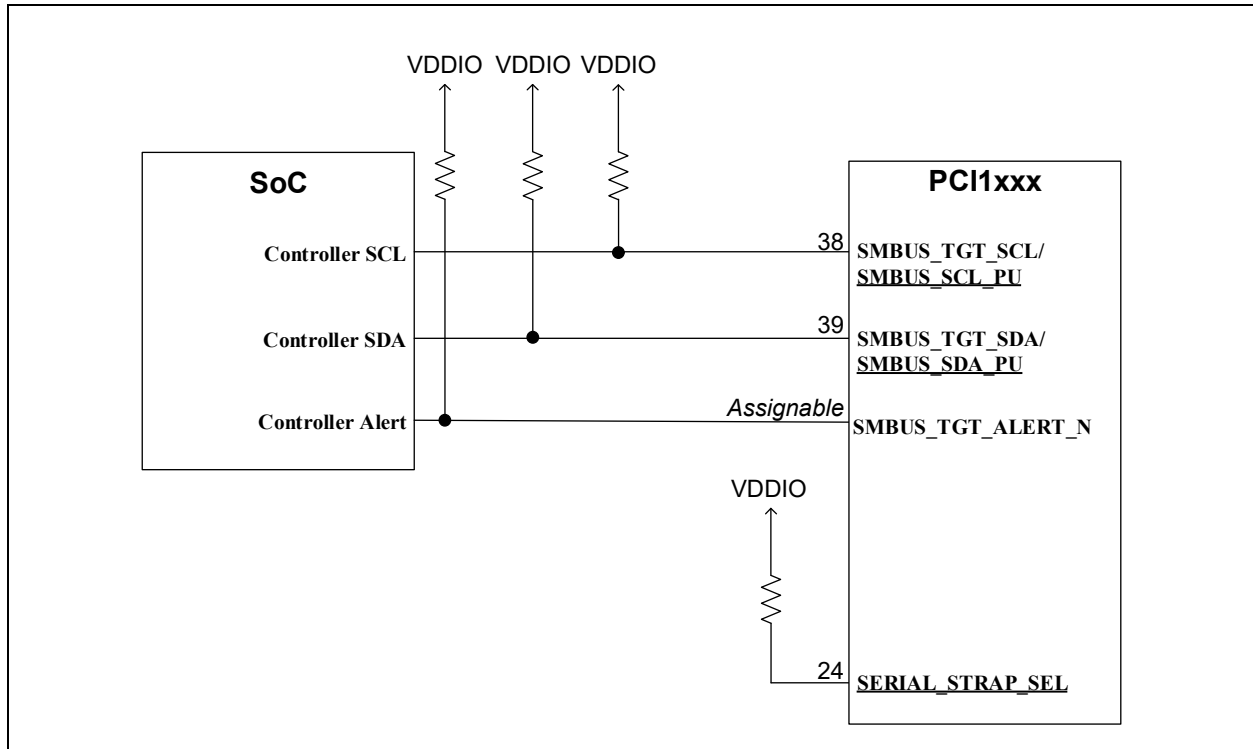 VDDIO VDDIO VDDIO
SoC
PCI1xxx
Controller SCL
38
SMBUS_TGT_SCL/
SMBUS_SCL_PU
Controller SDA
39
SMBUS_TGT_SDA/
SMBUS_SDA_PU
Controller Alert
Assignable
SMBUS_TGT_ALERT_N
VDDIO
24
SERIAL_STRAP_SEL